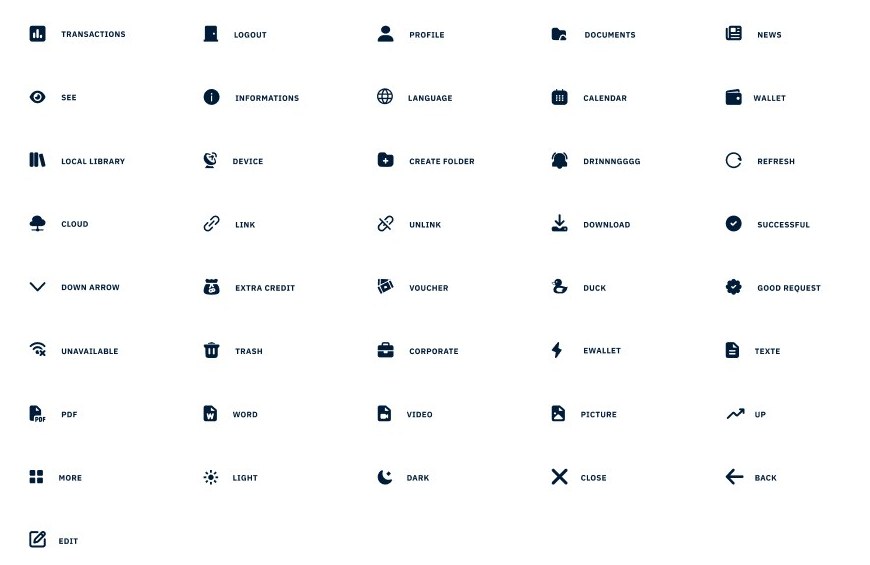 TRANSACTIONS
LOGOUT
PROFILE
DOCUMENTS
NEWS
SEE
INFORMATIONS
LANGUAGE
CALENDAR
WALLET
LOCAL LIBRARY
DEVICE
CREATE FOLDER
DRINNNGGGG
REFRESH
CLOUD
LINK
UNLINK
DOWNLOAD
SUCCESSFUL
DOWN ARROW
EXTRA CREDIT
VOUCHER
DUCK
GOOD REQUEST
UNAVAILABLE
TRASH
CORPORATE
EWALLET
TEXTE
PDF
PDF
W
WORD
VIDEO
PICTURE
UP
MORE
LIGHT
DARK
CLOSE
BACK
EDIT